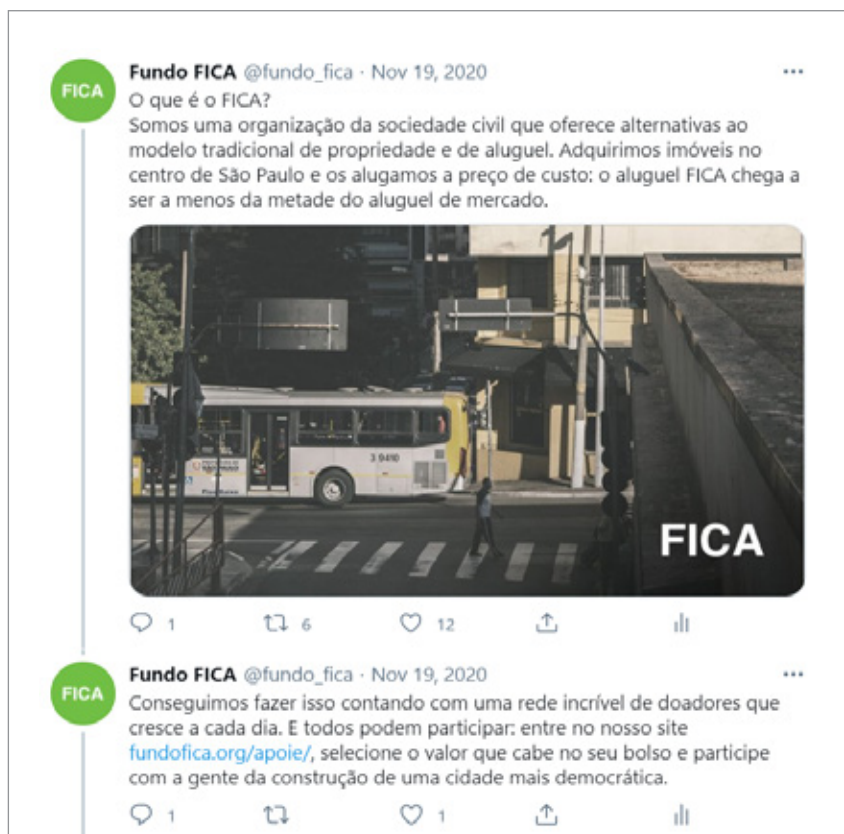 FICA
Fundo FICA @fundo_fica · Nov 19, 2020
O que é o FICA?
Somos uma organização da sociedade civil que oferece alternativas ao
modelo tradicional de propriedade e de aluguel. Adquirimos imóveis no
centro de São Paulo e os alugamos a preço de custo: o aluguel FICA chega a
ser a menos da metade do aluguel de mercado.
3 9410
FICA
1 6 12
FICA
Fundo FICA @fundo_fica · Nov 19, 2020
Conseguimos fazer isso contando com uma rede incrível de doadores que
cresce a cada dia. E todos podem participar: entre no nosso site
fundofica.org/apoie/, selecione o valor que cabe no seu bolso e participe
com a gente da construção de uma cidade mais democrática.
1 1